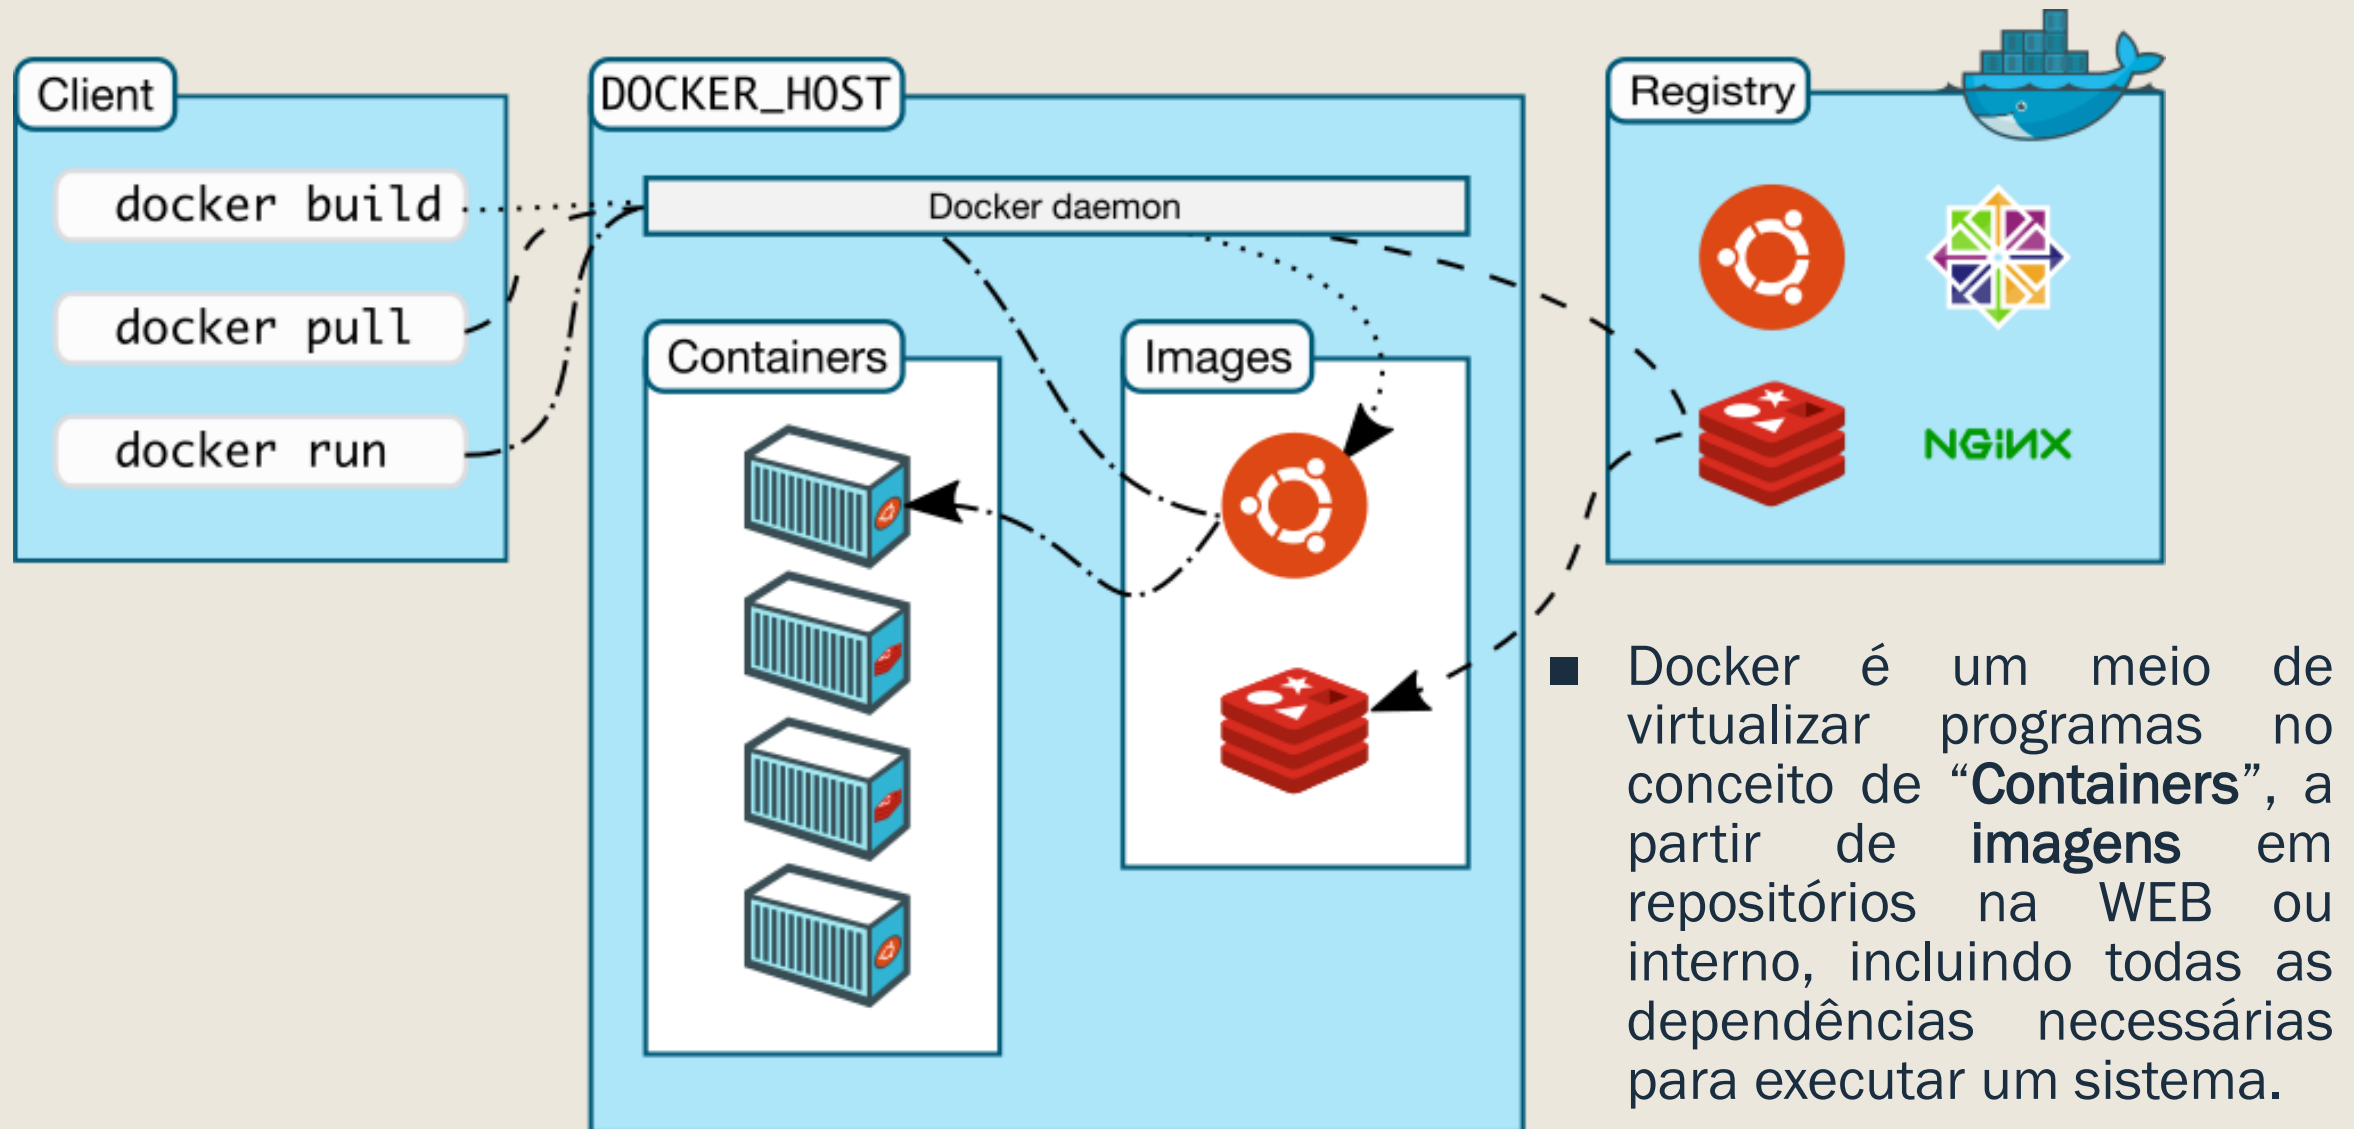 Client
docker build
docker pull
docker run
DOCKER_HOST
Docker daemon
Containers
Images
Registry
NGiNX
Docker é um meio de
virtualizar programas no
conceito de “Containers”, a
partir de imagens em
repositórios na WEB ou
interno, incluindo todas as
dependências necessárias
para executar um sistema.